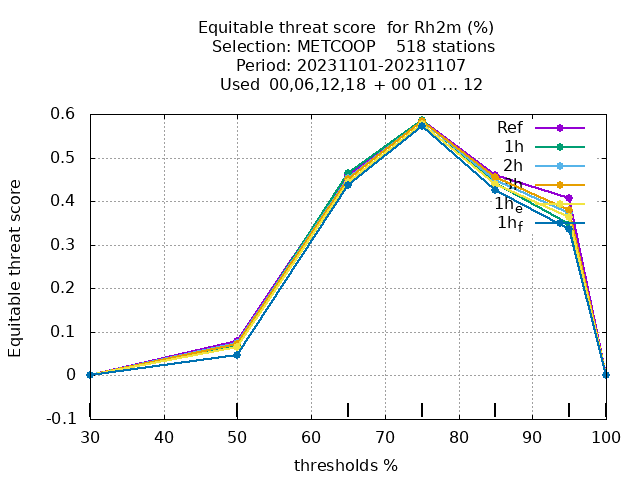 Equitable threat score  for Rh2m (%)
Selection: METCOOP    518 stations
Period: 20231101-20231107
Used  00,06,12,18  + 00 01 ... 12
Equitable threat score
0.6
0.5
0.4
0.3
0.2
0.1
0
-0.1
Ref
1h
2h
1h_e
1h_f
30
40
50
60
70
80
90
100
thresholds %